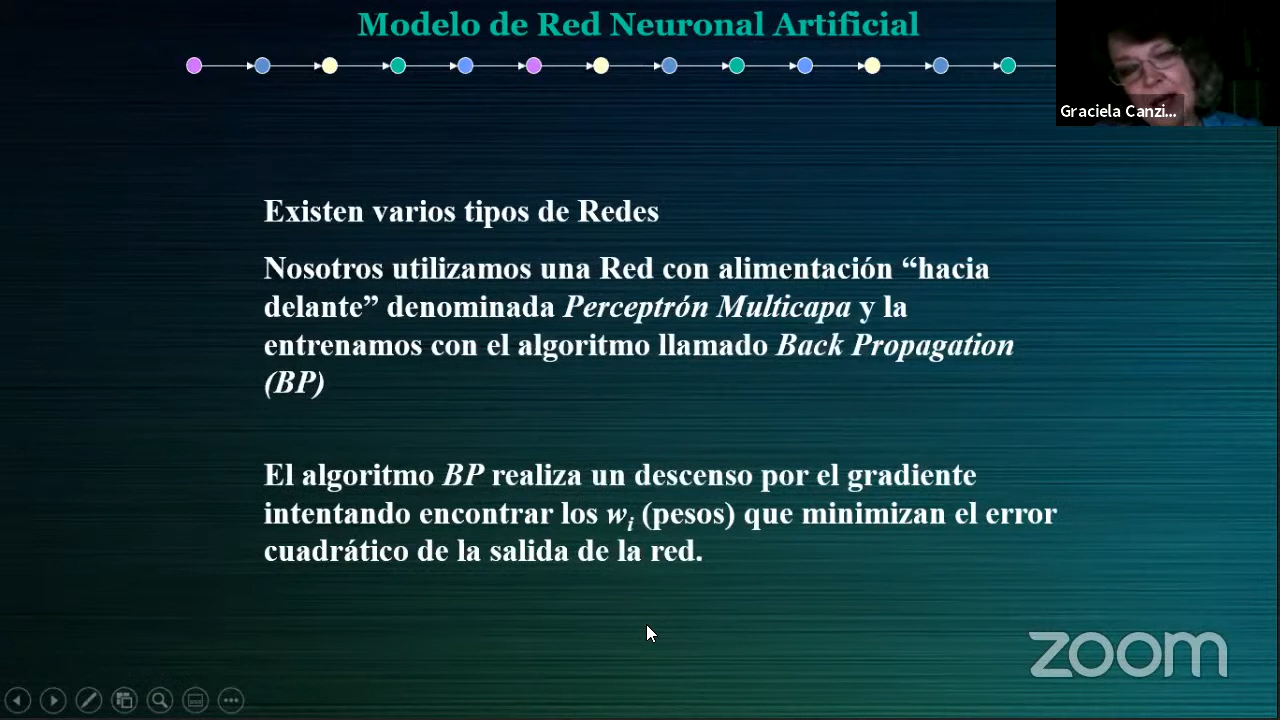 Modelo de Red Neuronal Artificial
Graciela Canzi...
Existen varios tipos de Redes
Nosotros utilizamos una Red con alimentación “hacia
delante” denominada Perceptrón Multicapa y la
entrenamos con el algoritmo llamado Back Propagation
(BP)
El algoritmo BP realiza un descenso por el gradiente
intentando encontrar los wi (pesos) que minimizan el error
cuadrático de la salida de la red.
zoom